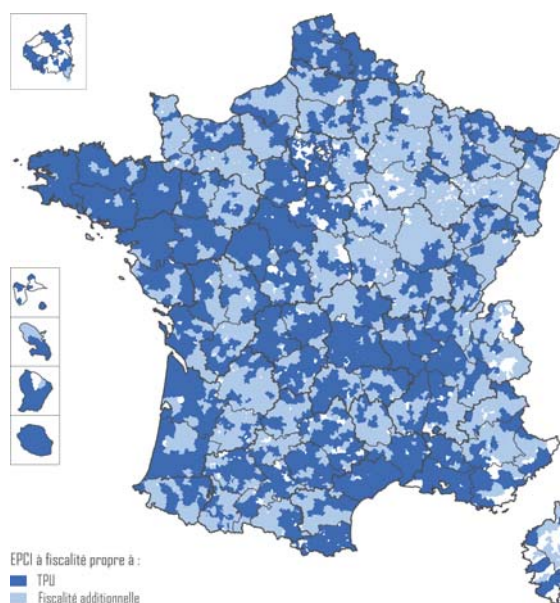 EPCI à fiscalité propre à :
TPU
Fiscalité additionnelle